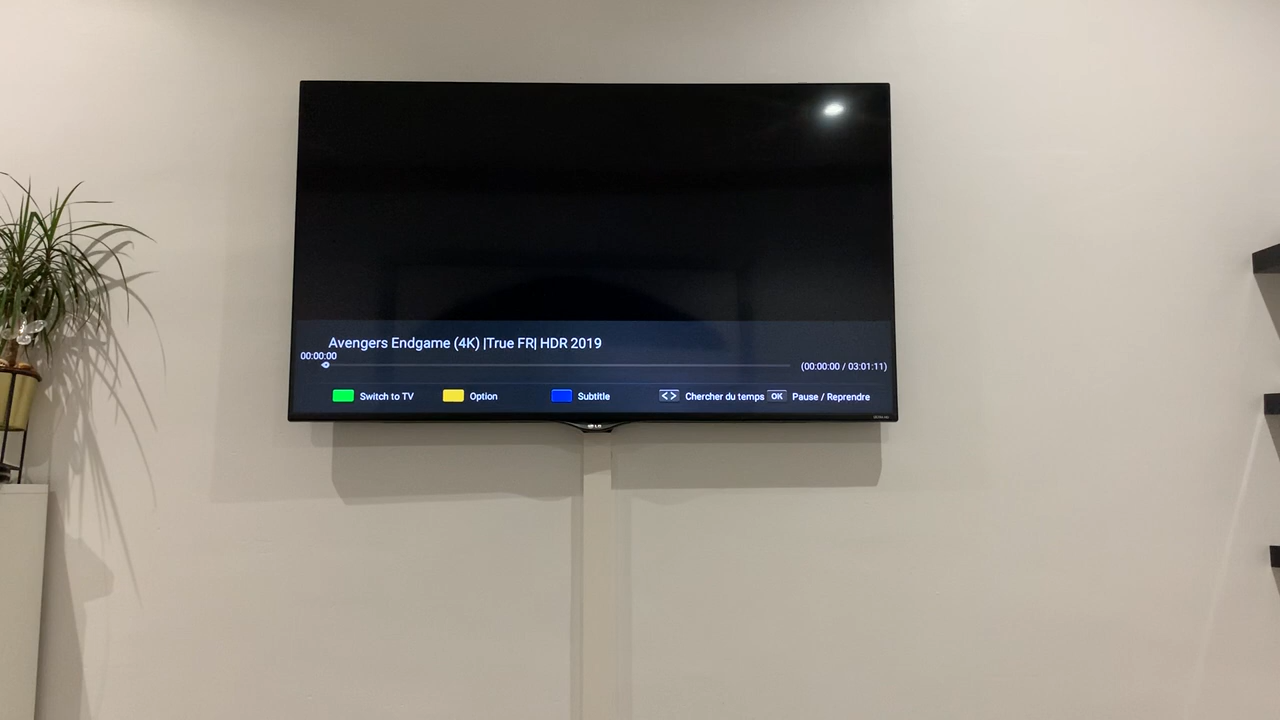 Avengers Endgame (4K) |True FR| HDR 2019
00:00:00
(00:00:00 / 03:01:11)
Switch to TV Option Subtitle <> Chercher du temps OK Pause / Reprendre
LG